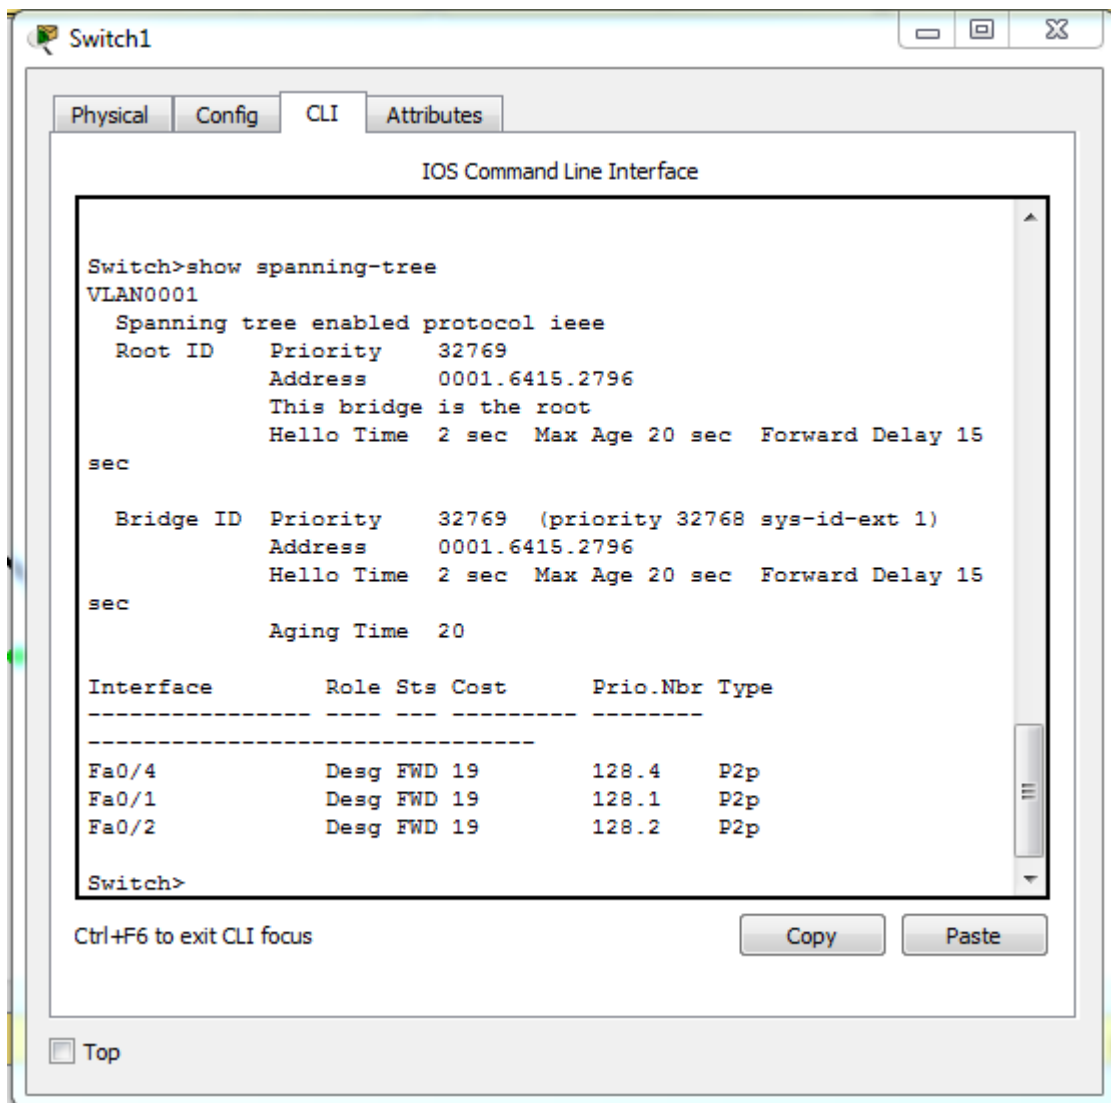 Switch1
Physical Config CLI Attributes
IOS Command Line Interface
Switch>show spanning-tree
VLAN0001
  Spanning tree enabled protocol ieee
  Root ID    Priority    32769
             Address     0001.6415.2796
             This bridge is the root
             Hello Time  2 sec  Max Age 20 sec  Forward Delay 15
sec
  Bridge ID  Priority    32769  (priority 32768 sys-id-ext 1)
             Address     0001.6415.2796
             Hello Time  2 sec  Max Age 20 sec  Forward Delay 15
sec
             Aging Time  20
Interface        Role Sts Cost      Prio.Nbr Type
---------------- ---- --- --------- --------
--------------------------------
Fa0/4            Desg FWD 19        128.4    P2p
Fa0/1            Desg FWD 19        128.1    P2p
Fa0/2            Desg FWD 19        128.2    P2p
Switch>
Ctrl+F6 to exit CLI focus
Copy Paste
Top